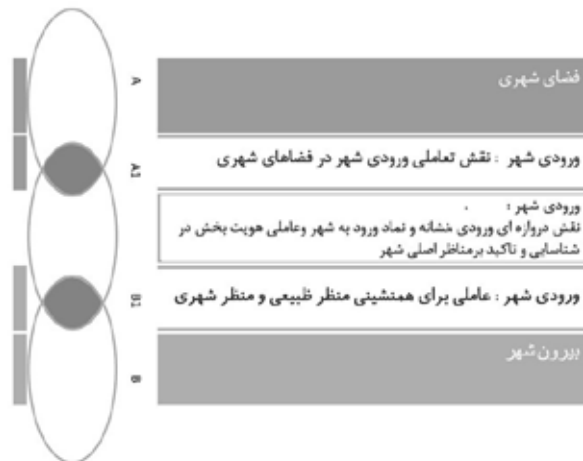 A
فضای شهری
A1
ورودی شهر : نقش تعاملی ورودی شهر در فضاهای شهری
ورودی شهر :
نقش دروازه ای ورودی ،نشانه و نماد ورود به شهر وعاملی هویت بخش در
شناسایی و تاکید برمناظر اصلی شهر
B1
ورودی شهر : عاملی برای همنشینی منظر طبیعی و منظر شهری
B
بیرون شهر